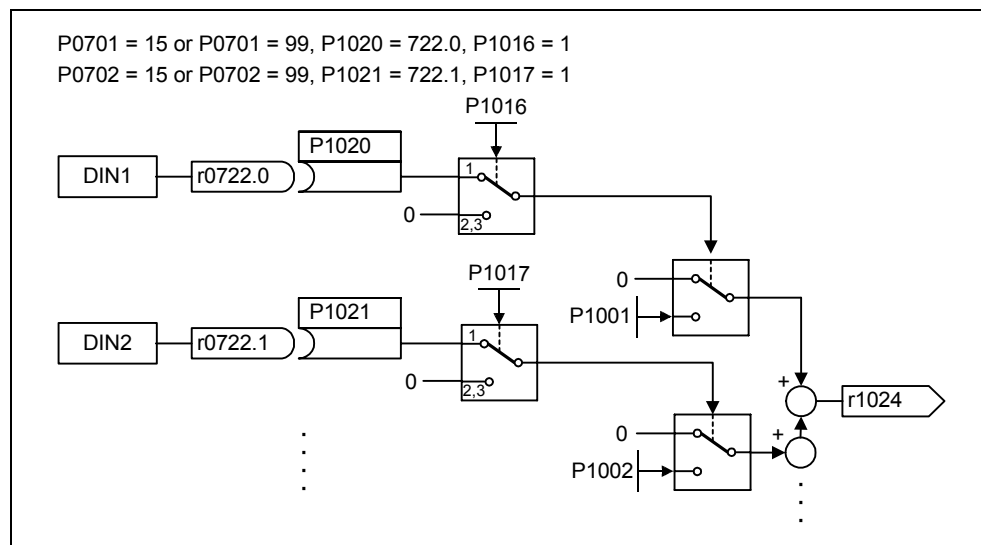 P0701 = 15 or P0701 = 99, P1020 = 722.0, P1016 = 1
P0702 = 15 or P0702 = 99, P1021 = 722.1, P1017 = 1
P1016
P1020
DIN1
r0722.0
1
0
2,3
P1017
0
P1001
P1021
DIN2
r0722.1
1
0
2,3
+
r1024
0
+
P1002